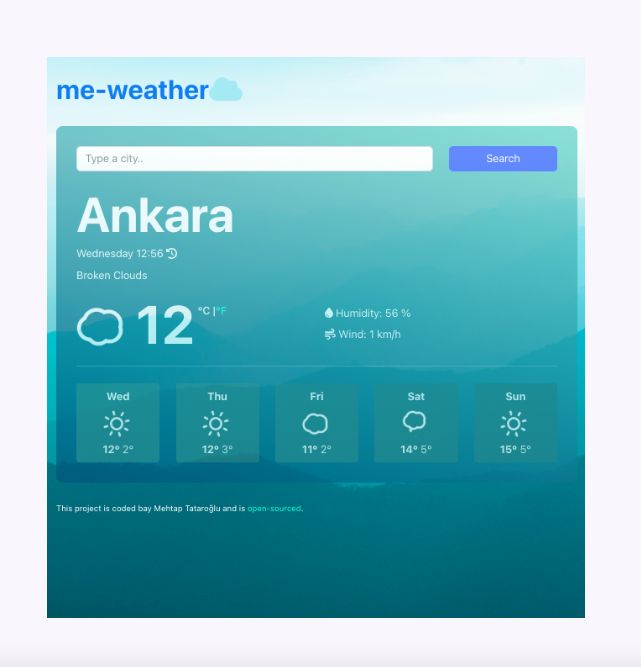 me-weather
Type a city..
Search
Ankara
Wednesday 12:56
Broken Clouds
12 °C |°F
Humidity: 56 %
Wind: 1 km/h
Wed Thu Fri Sat Sun
12° 2° 12° 3° 11° 2° 14° 5° 15° 5°
This project is coded bay Mehtap Tataroğlu and is open-sourced.